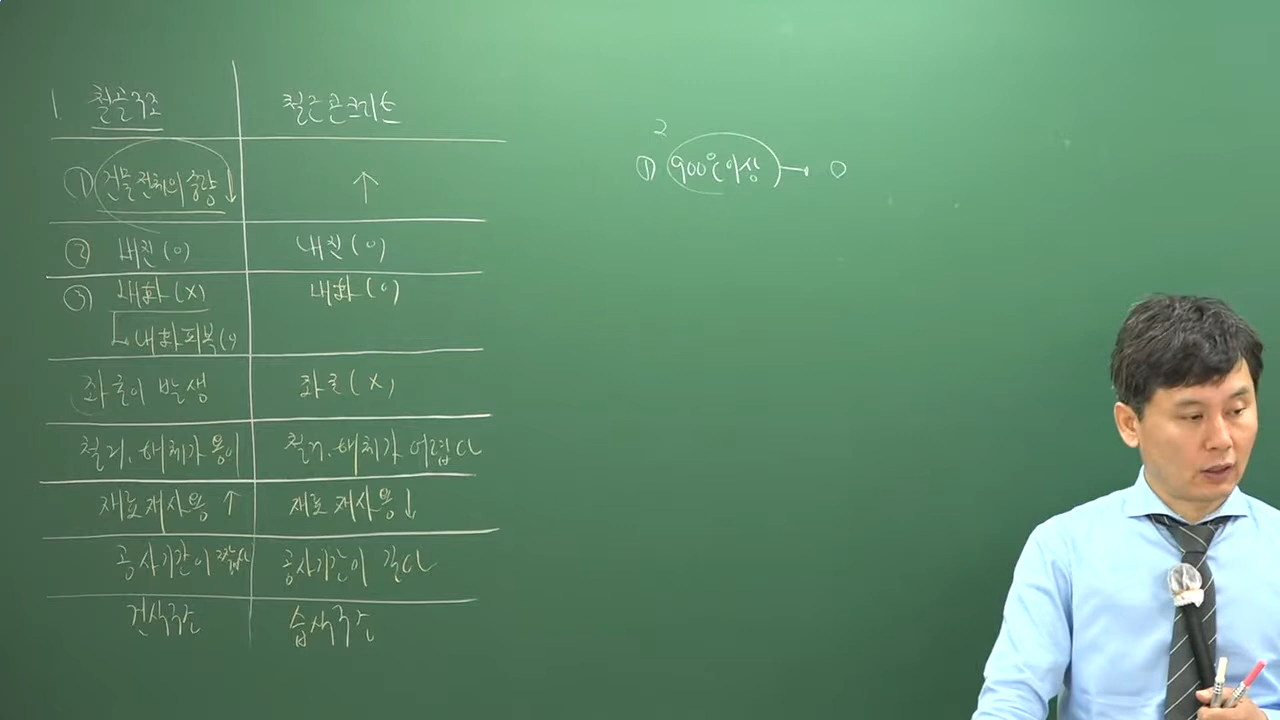 1. 철골구조 철근콘크리트
① 건물전체의 중량 ↓ ↑
② 내진(O) 내진(O)
③ 내화(X) 내화(O)
내화피복(O)
좌굴이 발생 좌굴(X)
철거, 해체가 용이 철거, 해체가 어렵다
재료 재사용 ↑ 재료 재사용 ↓
공사기간이 짧다 공사기간이 길다
건식구조 습식구조
2
① 900℃이상 → 0